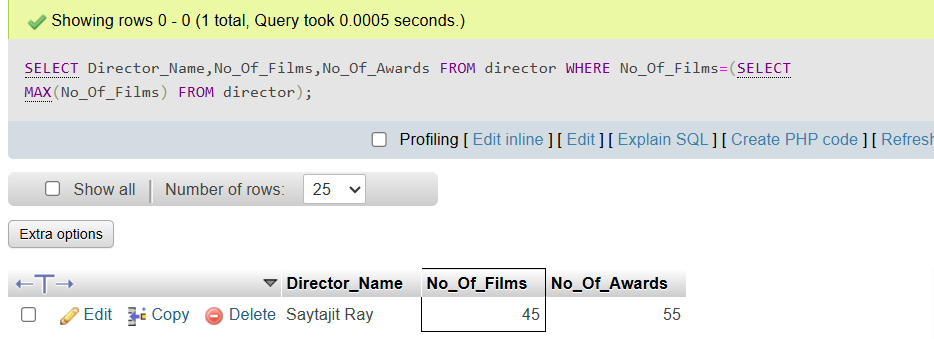 Showing rows 0 - 0 (1 total, Query took 0.0005 seconds.)
SELECT Director_Name,No_Of_Films,No_Of_Awards FROM director WHERE No_Of_Films=(SELECT
MAX(No_Of_Films) FROM director);
Profiling [ Edit inline ] [ Edit ] [ Explain SQL ] [ Create PHP code ] [ Refresh
Show all Number of rows: 25
Extra options
Director_Name No_Of_Films No_Of_Awards
Edit Copy Delete Saytajit Ray 45 55